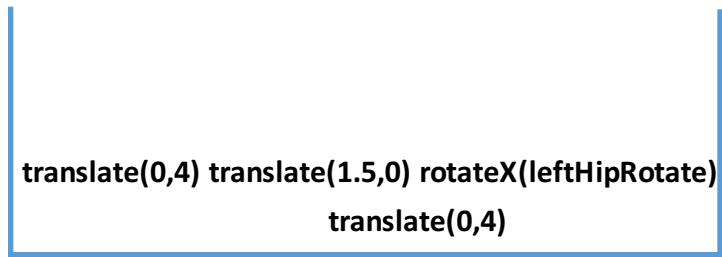 translate(0,4) translate(1.5,0) rotateX(leftHipRotate)
translate(0,4)